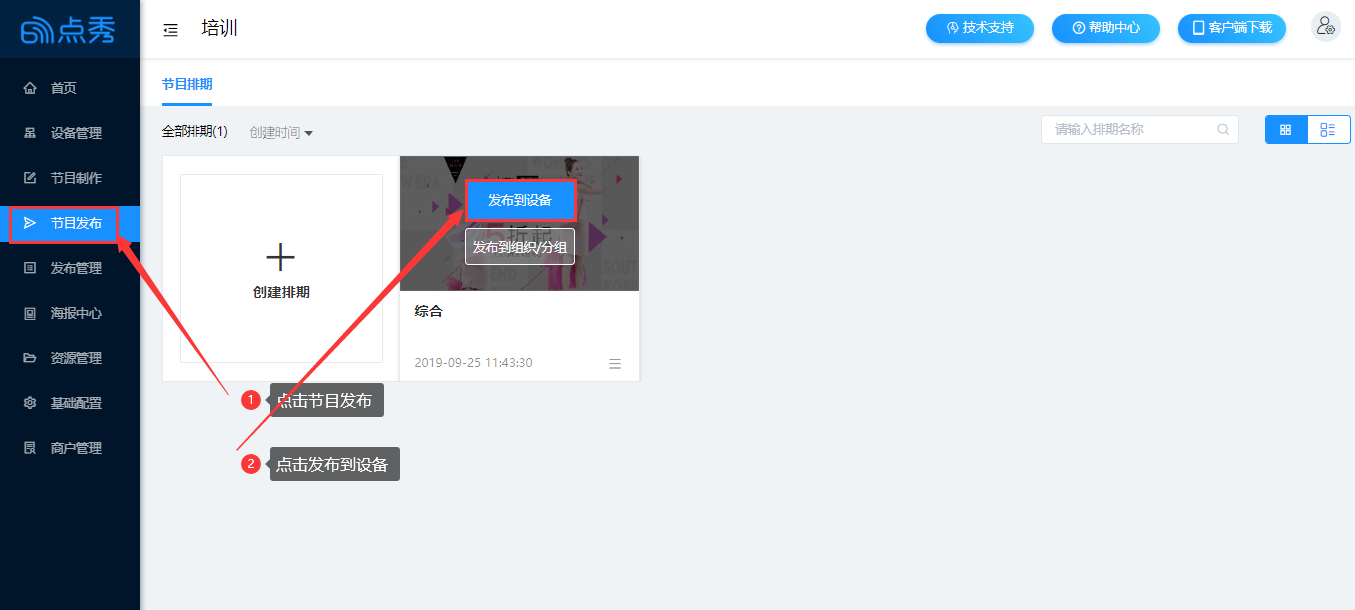 点秀
培训
技术支持
帮助中心
客户端下载
首页
设备管理
节目制作
节目发布
发布管理
海报中心
资源管理
基础配置
商户管理
节目排期
全部排期(1)
创建时间
请输入排期名称
创建排期
发布到设备
5折起
发布到组织/分组
END
综合
2019-09-25 11:43:30
1
点击节目发布
2
点击发布到设备